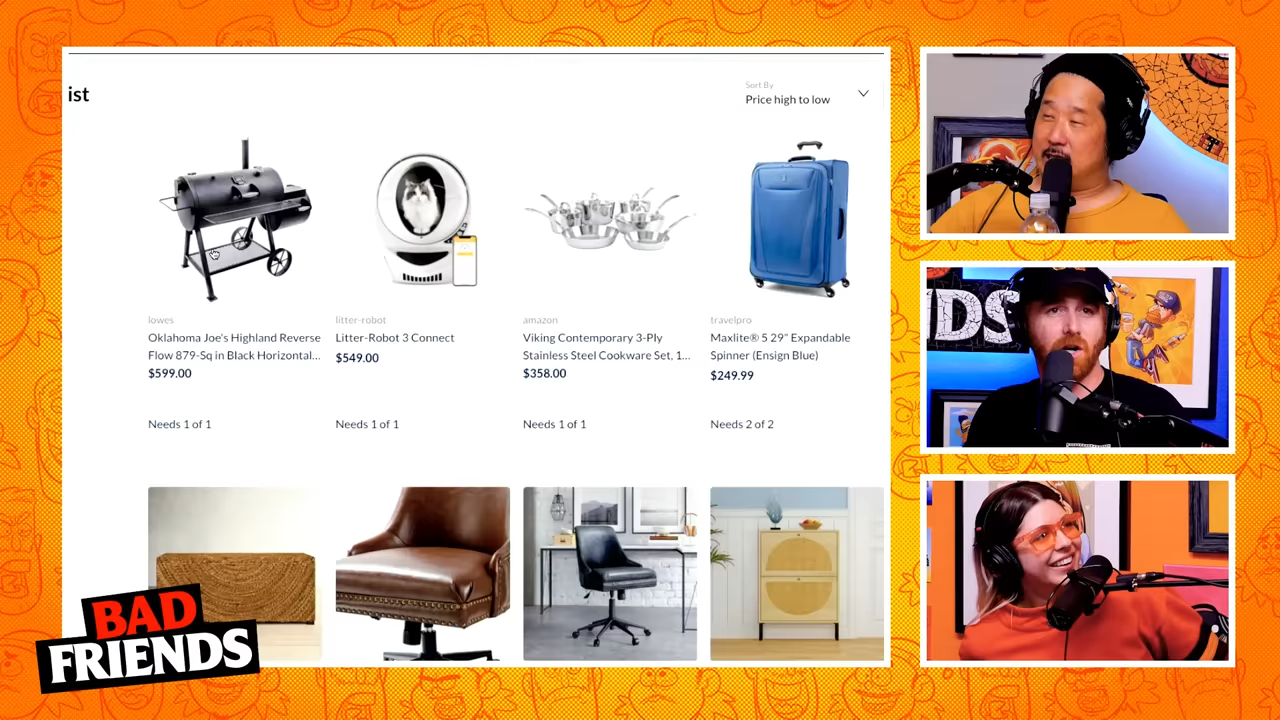 ist
Sort By
Price high to low
lowes
Oklahoma Joe's Highland Reverse
Flow 879-Sq in Black Horizontal...
$599.00
Needs 1 of 1
litter-robot
Litter-Robot 3 Connect
$549.00
Needs 1 of 1
amazon
Viking Contemporary 3-Ply
Stainless Steel Cookware Set, 1...
$358.00
Needs 1 of 1
travelpro
Maxlite® 5 29" Expandable
Spinner (Ensign Blue)
$249.99
Needs 2 of 2
NDS
BAD
FRIENDS